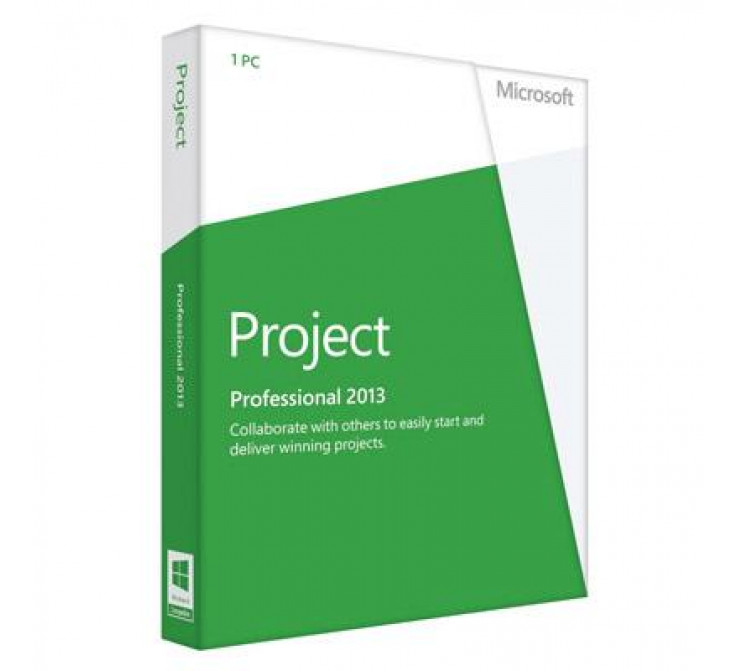 1 PC
Microsoft
Project
Professional 2013
Collaborate with others to easily start and
deliver winning projects.
Project
Professional 2013